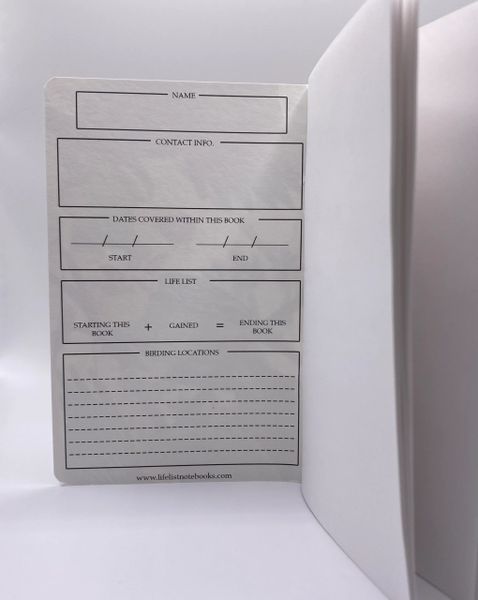 NAME
CONTACT INFO.
DATES COVERED WITHIN THIS BOOK
/ / / /
START END
LIFE LIST
STARTING THIS BOOK + GAINED = ENDING THIS BOOK
BIRDING LOCATIONS
www.lifelistnotebooks.com